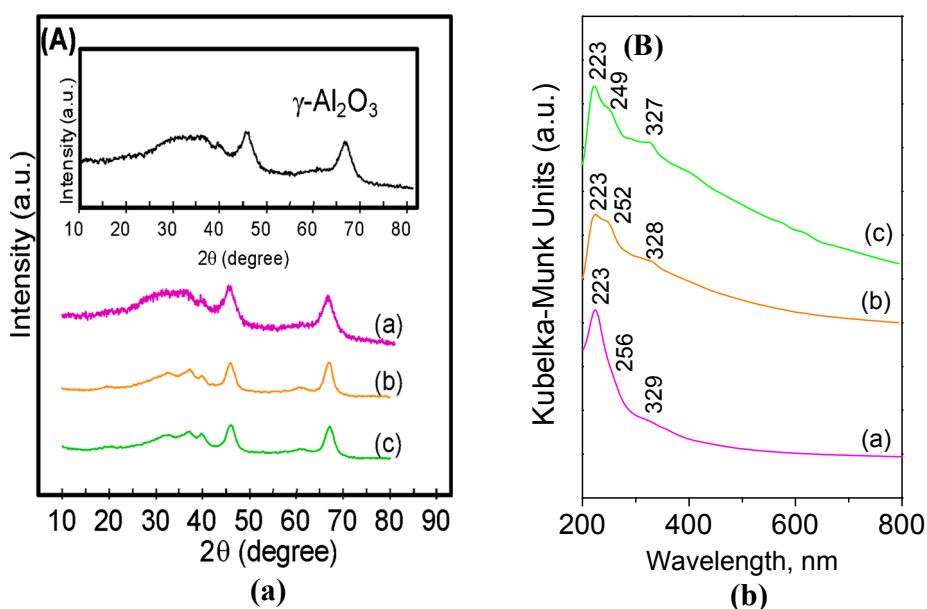 (A)
γ-Al2O3
Intensity (a.u.)
10 20 30 40 50 60 70 80
2θ (degree)
Intensity (a.u.)
(a)
(b)
(c)
10 20 30 40 50 60 70 80 90
2θ (degree)
(a)
(B)
Kubelka-Munk Units (a.u.)
223
249
327
(c)
223
252
328
(b)
223
256
329
(a)
200 400 600 800
Wavelength, nm
(b)